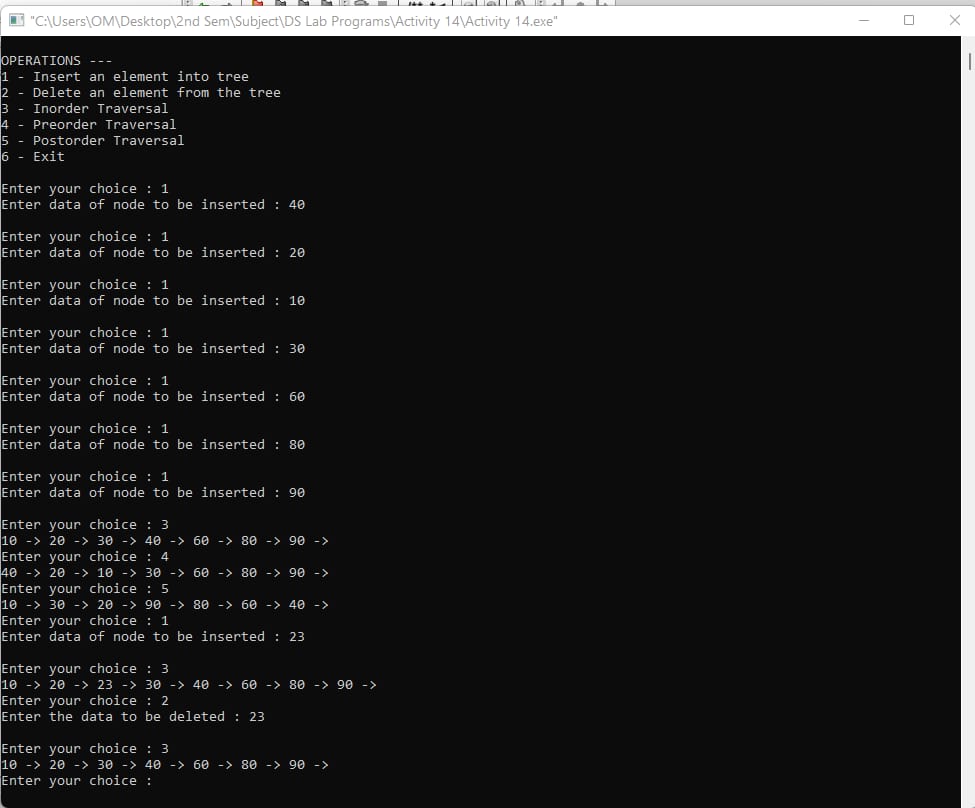 "C:\Users\OM\Desktop\2nd Sem\Subject\DS Lab Programs\Activity 14\Activity 14.exe"
OPERATIONS ---
1 - Insert an element into tree
2 - Delete an element from the tree
3 - Inorder Traversal
4 - Preorder Traversal
5 - Postorder Traversal
6 - Exit
Enter your choice : 1
Enter data of node to be inserted : 40
Enter your choice : 1
Enter data of node to be inserted : 20
Enter your choice : 1
Enter data of node to be inserted : 10
Enter your choice : 1
Enter data of node to be inserted : 30
Enter your choice : 1
Enter data of node to be inserted : 60
Enter your choice : 1
Enter data of node to be inserted : 80
Enter your choice : 1
Enter data of node to be inserted : 90
Enter your choice : 3
10 -> 20 -> 30 -> 40 -> 60 -> 80 -> 90 ->
Enter your choice : 4
40 -> 20 -> 10 -> 30 -> 60 -> 80 -> 90 ->
Enter your choice : 5
10 -> 30 -> 20 -> 90 -> 80 -> 60 -> 40 ->
Enter your choice : 1
Enter data of node to be inserted : 23
Enter your choice : 3
10 -> 20 -> 23 -> 30 -> 40 -> 60 -> 80 -> 90 ->
Enter your choice : 2
Enter the data to be deleted : 23
Enter your choice : 3
10 -> 20 -> 30 -> 40 -> 60 -> 80 -> 90 ->
Enter your choice :